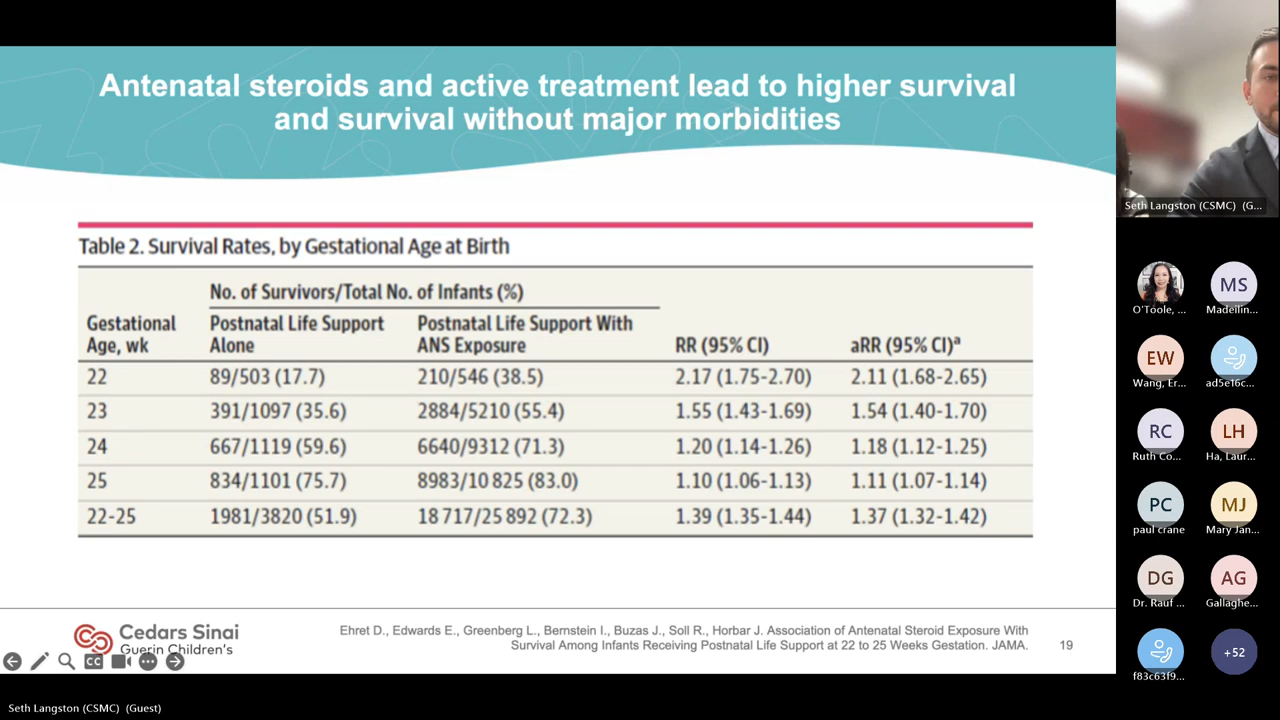 Antenatal steroids and active treatment lead to higher survival
and survival without major morbidities
Table 2. Survival Rates, by Gestational Age at Birth
No. of Survivors/Total No. of Infants (%)
Gestational Age, wk Postnatal Life Support Alone Postnatal Life Support With ANS Exposure RR (95% CI) aRR (95% CI)a
22 89/503 (17.7) 210/546 (38.5) 2.17 (1.75-2.70) 2.11 (1.68-2.65)
23 391/1097 (35.6) 2884/5210 (55.4) 1.55 (1.43-1.69) 1.54 (1.40-1.70)
24 667/1119 (59.6) 6640/9312 (71.3) 1.20 (1.14-1.26) 1.18 (1.12-1.25)
25 834/1101 (75.7) 8983/10 825 (83.0) 1.10 (1.06-1.13) 1.11 (1.07-1.14)
22-25 1981/3820 (51.9) 18 717/25 892 (72.3) 1.39 (1.35-1.44) 1.37 (1.32-1.42)
Cedars Sinai
Guerin Children's
CC
Ehret D., Edwards E., Greenberg L., Bernstein I., Buzas J., Soll R., Horbar J. Association of Antenatal Steroid Exposure With
Survival Among Infants Receiving Postnatal Life Support at 22 to 25 Weeks Gestation. JAMA.
19
Seth Langston (CSMC) (Guest)
Seth Langston (CSMC) (G...
O'Toole, ...
MS
Madeilin...
EW
Wang, Er...
ad5e16c...
RC
Ruth Co...
LH
Ha, Laur...
PC
paul crane
MJ
Mary Jan...
DG
Dr. Rauf ...
AG
Gallaghe...
f83c63f9...
+52